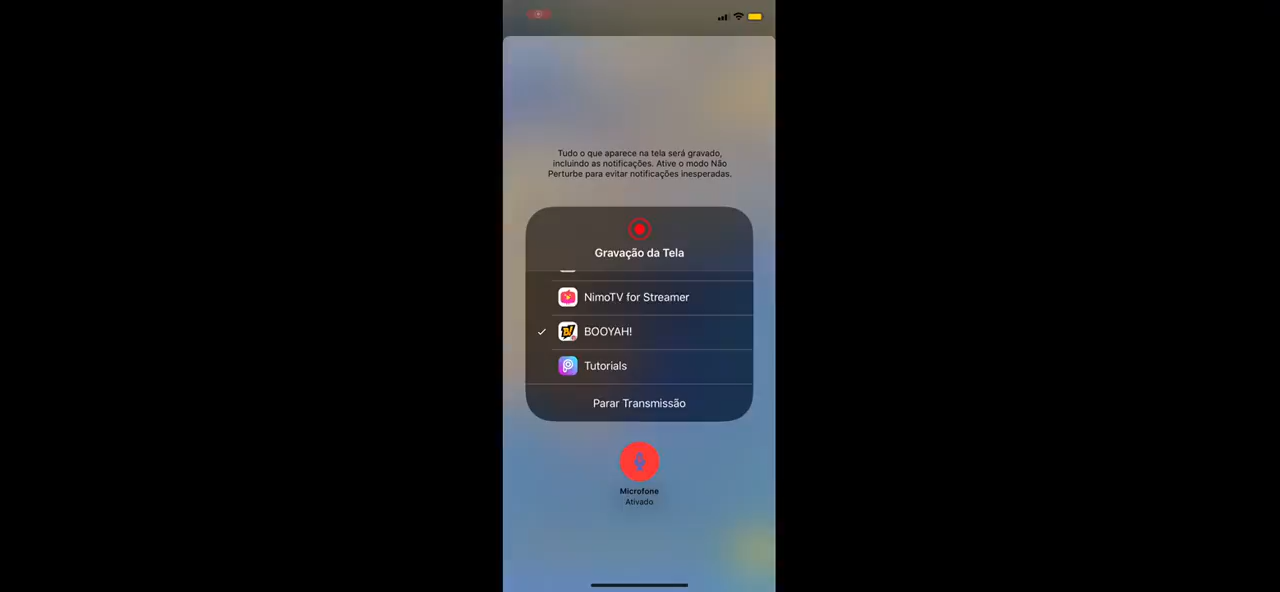 Tudo o que aparece na tela será gravado,
incluindo as notificações. Ative o modo Não
Perturbe para evitar notificações inesperadas.
Gravação da Tela
NimoTV for Streamer
BOOYAH!
Tutorials
Parar Transmissão
Microfone
Ativado